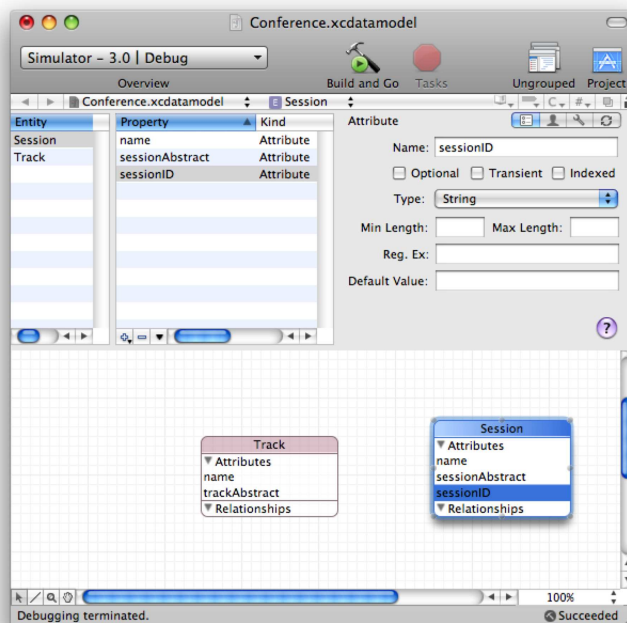 Conference.xcdatamodel
Simulator - 3.0 | Debug
Overview
Build and Go
Tasks
Ungrouped
Project
Conference.xcdatamodel
E Session
C
#
Entity
Property
Kind
Attribute
Session
name
Attribute
Track
sessionAbstract
Attribute
sessionID
Attribute
Name: sessionID
Optional
Transient
Indexed
Type: String
Min Length:
Max Length:
Reg. Ex:
Default Value:
?
Track
Attributes
name
trackAbstract
Relationships
Session
Attributes
name
sessionAbstract
sessionID
Relationships
100%
Debugging terminated.
Succeeded